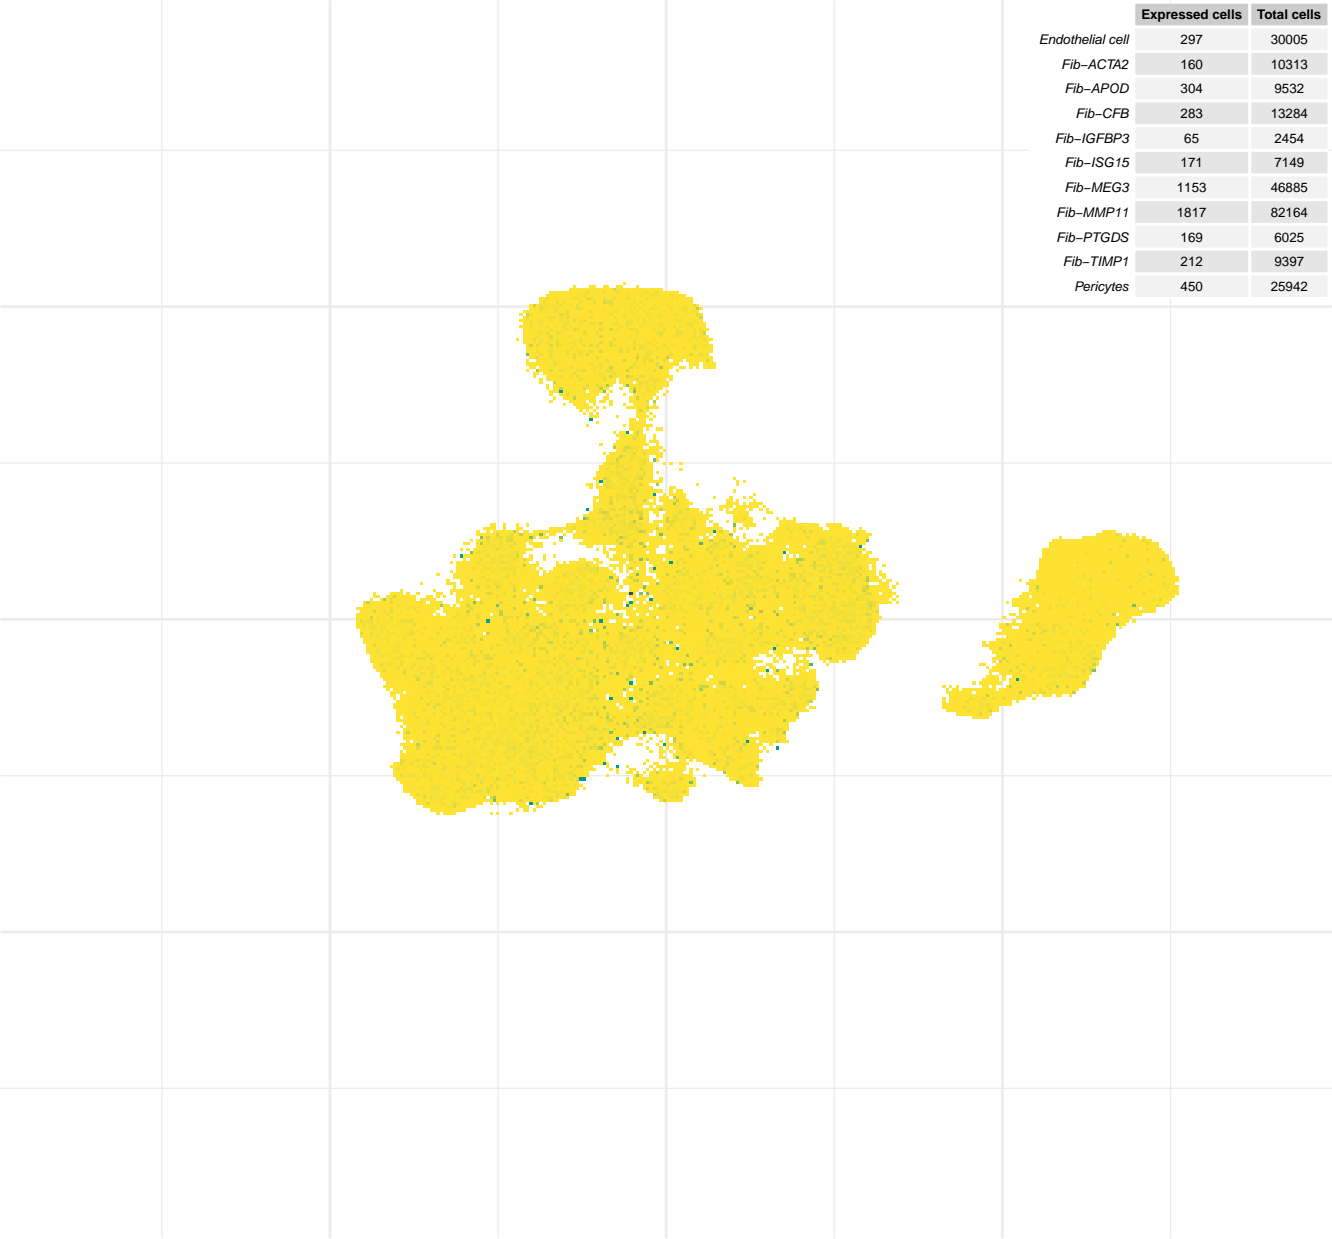 Expressed cells Total cells
Endothelial cell 297 30005
Fib−ACTA2 160 10313
Fib−APOD 304 9532
Fib−CFB 283 13284
Fib−IGFBP3 65 2454
Fib−ISG15 171 7149
Fib−MEG3 1153 46885
Fib−MMP11 1817 82164
Fib−PTGDS 169 6025
Fib−TIMP1 212 9397
Pericytes 450 25942